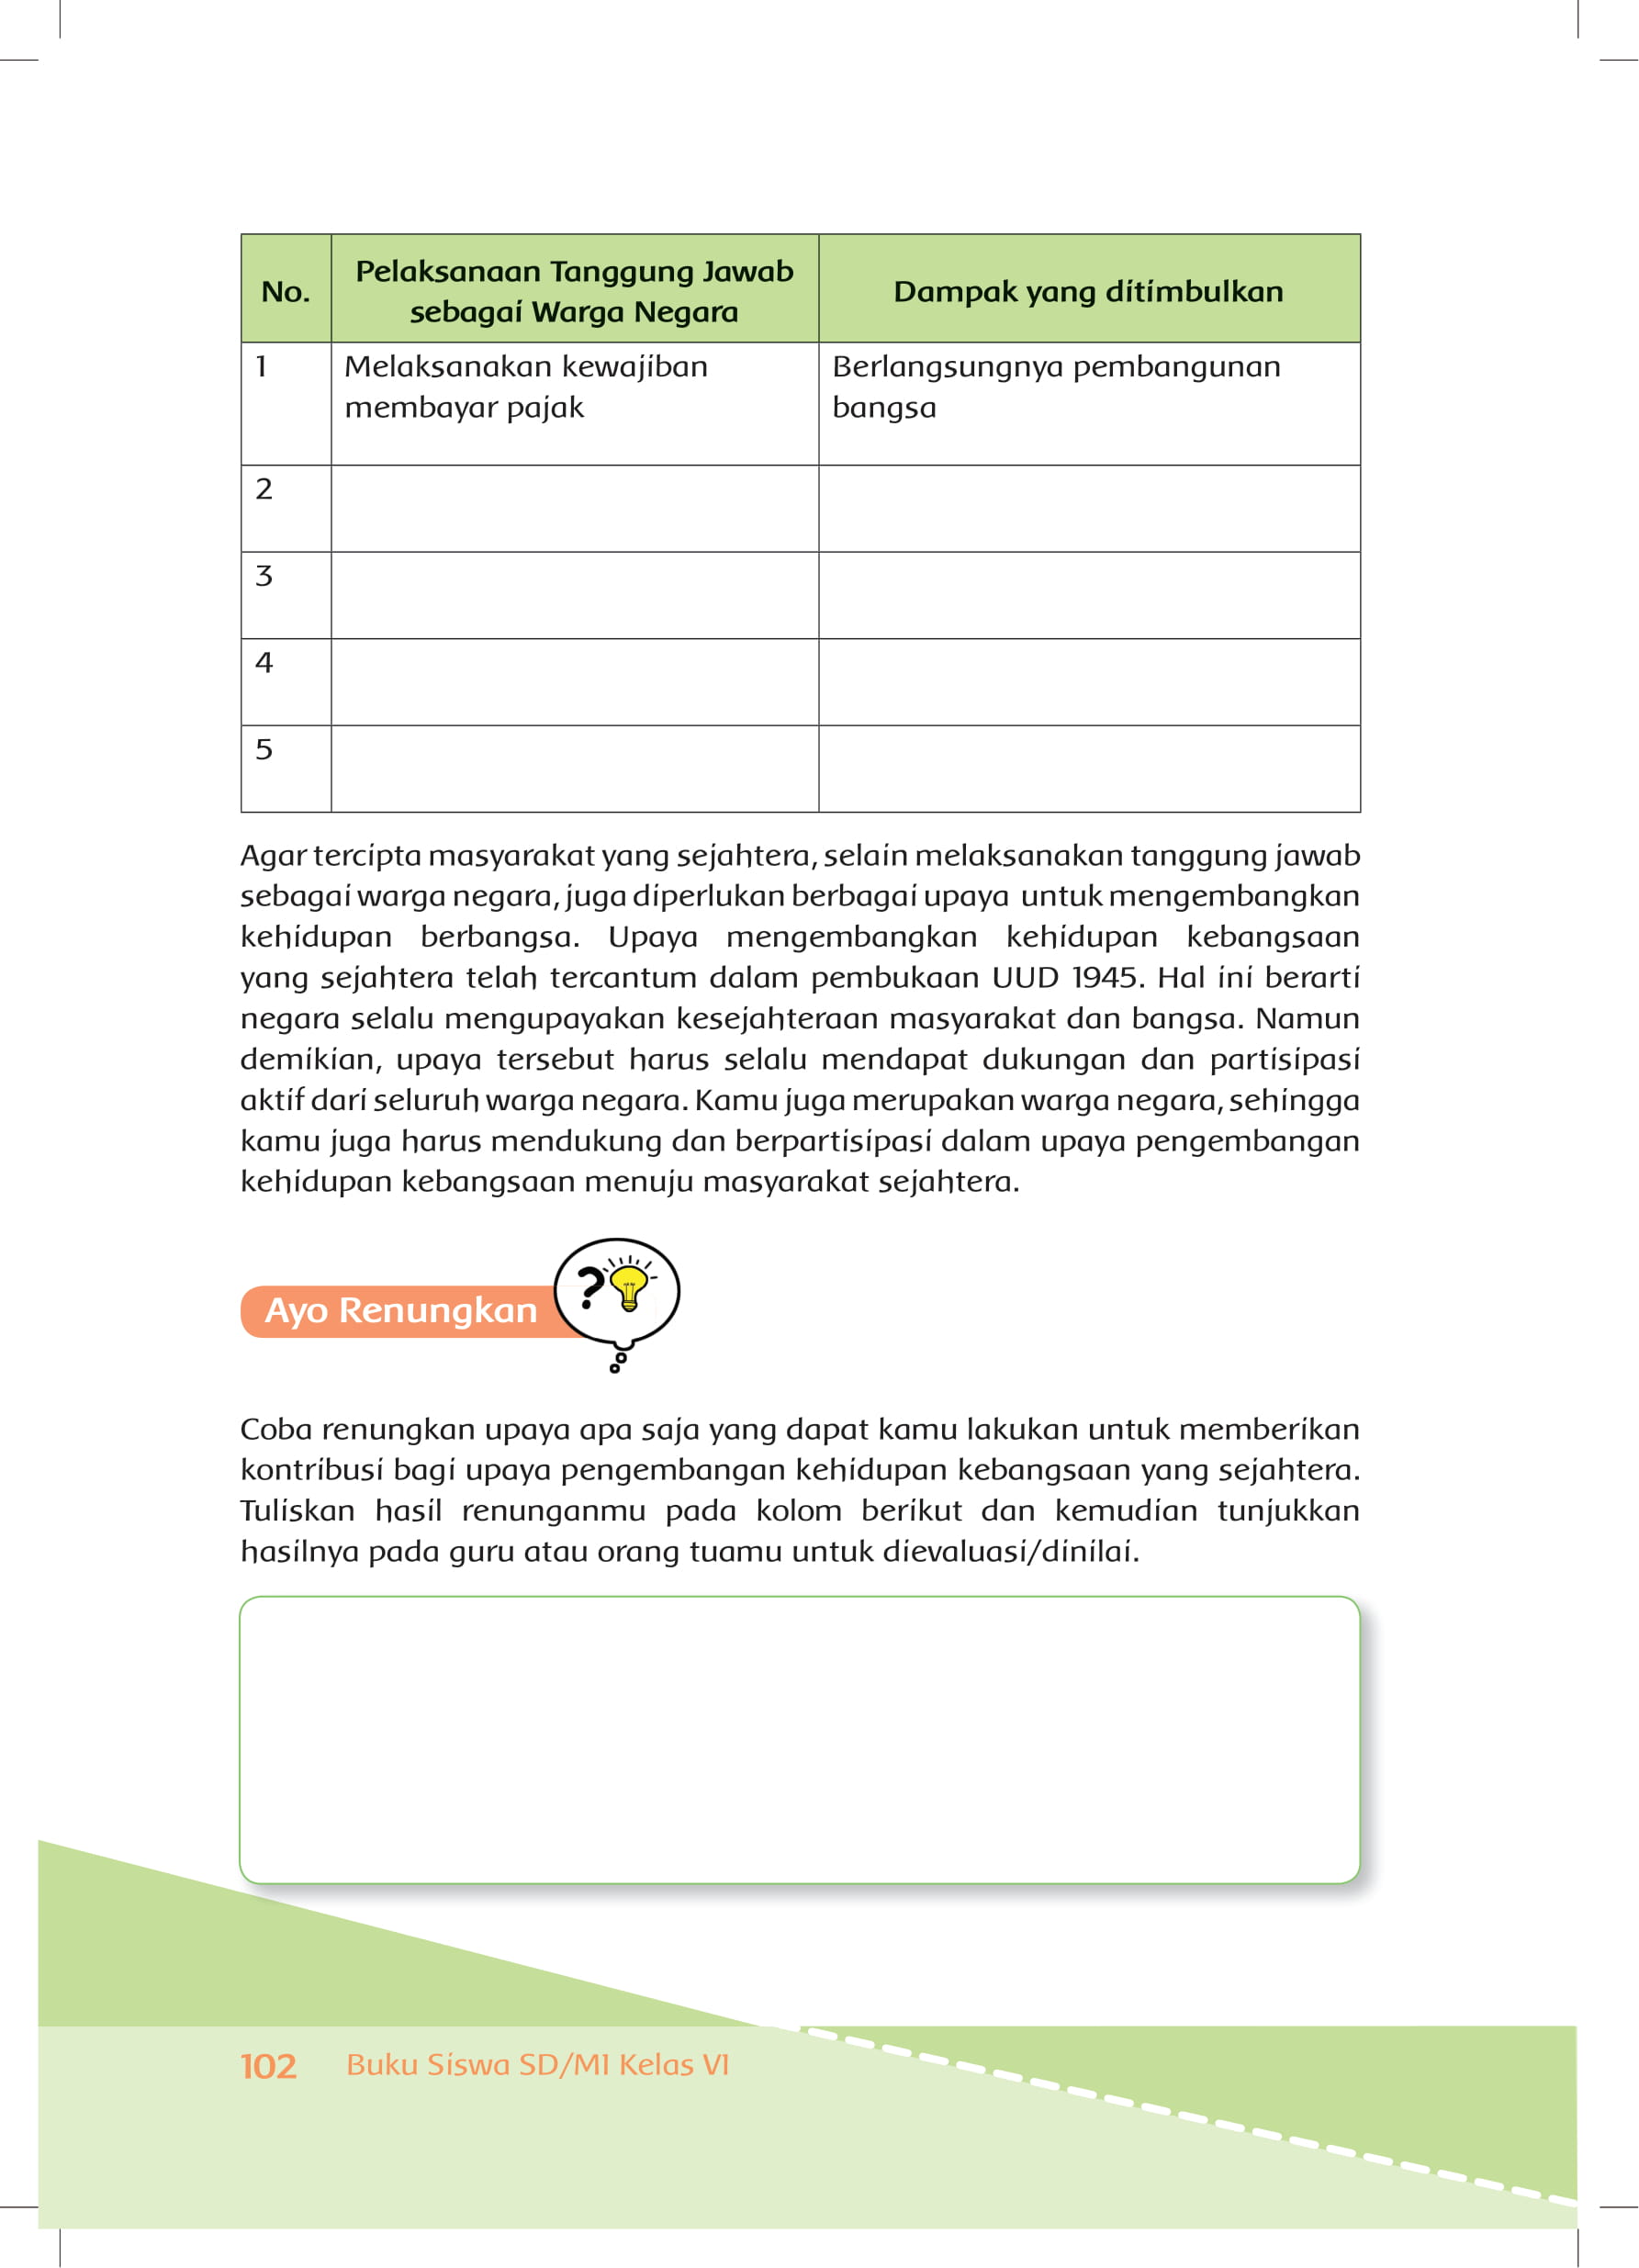 No.
Pelaksanaan Tanggung Jawab
sebagai Warga Negara
Dampak yang ditimbulkan
1
Melaksanakan kewajiban
membayar pajak
Berlangsungnya pembangunan
bangsa
2
3
4
5
Agar tercipta masyarakat yang sejahtera, selain melaksanakan tanggung jawab
sebagai warga negara, juga diperlukan berbagai upaya untuk mengembangkan
kehidupan berbangsa. Upaya mengembangkan kehidupan kebangsaan
yang sejahtera telah tercantum dalam pembukaan UUD 1945. Hal ini berarti
negara selalu mengupayakan kesejahteraan masyarakat dan bangsa. Namun
demikian, upaya tersebut harus selalu mendapat dukungan dan partisipasi
aktif dari seluruh warga negara. Kamu juga merupakan warga negara, sehingga
kamu juga harus mendukung dan berpartisipasi dalam upaya pengembangan
kehidupan kebangsaan menuju masyarakat sejahtera.
Ayo Renungkan
?
Coba renungkan upaya apa saja yang dapat kamu lakukan untuk memberikan
kontribusi bagi upaya pengembangan kehidupan kebangsaan yang sejahtera.
Tuliskan hasil renunganmu pada kolom berikut dan kemudian tunjukkan
hasilnya pada guru atau orang tuamu untuk dievaluasi/dinilai.
102 Buku Siswa SD/MI Kelas VI